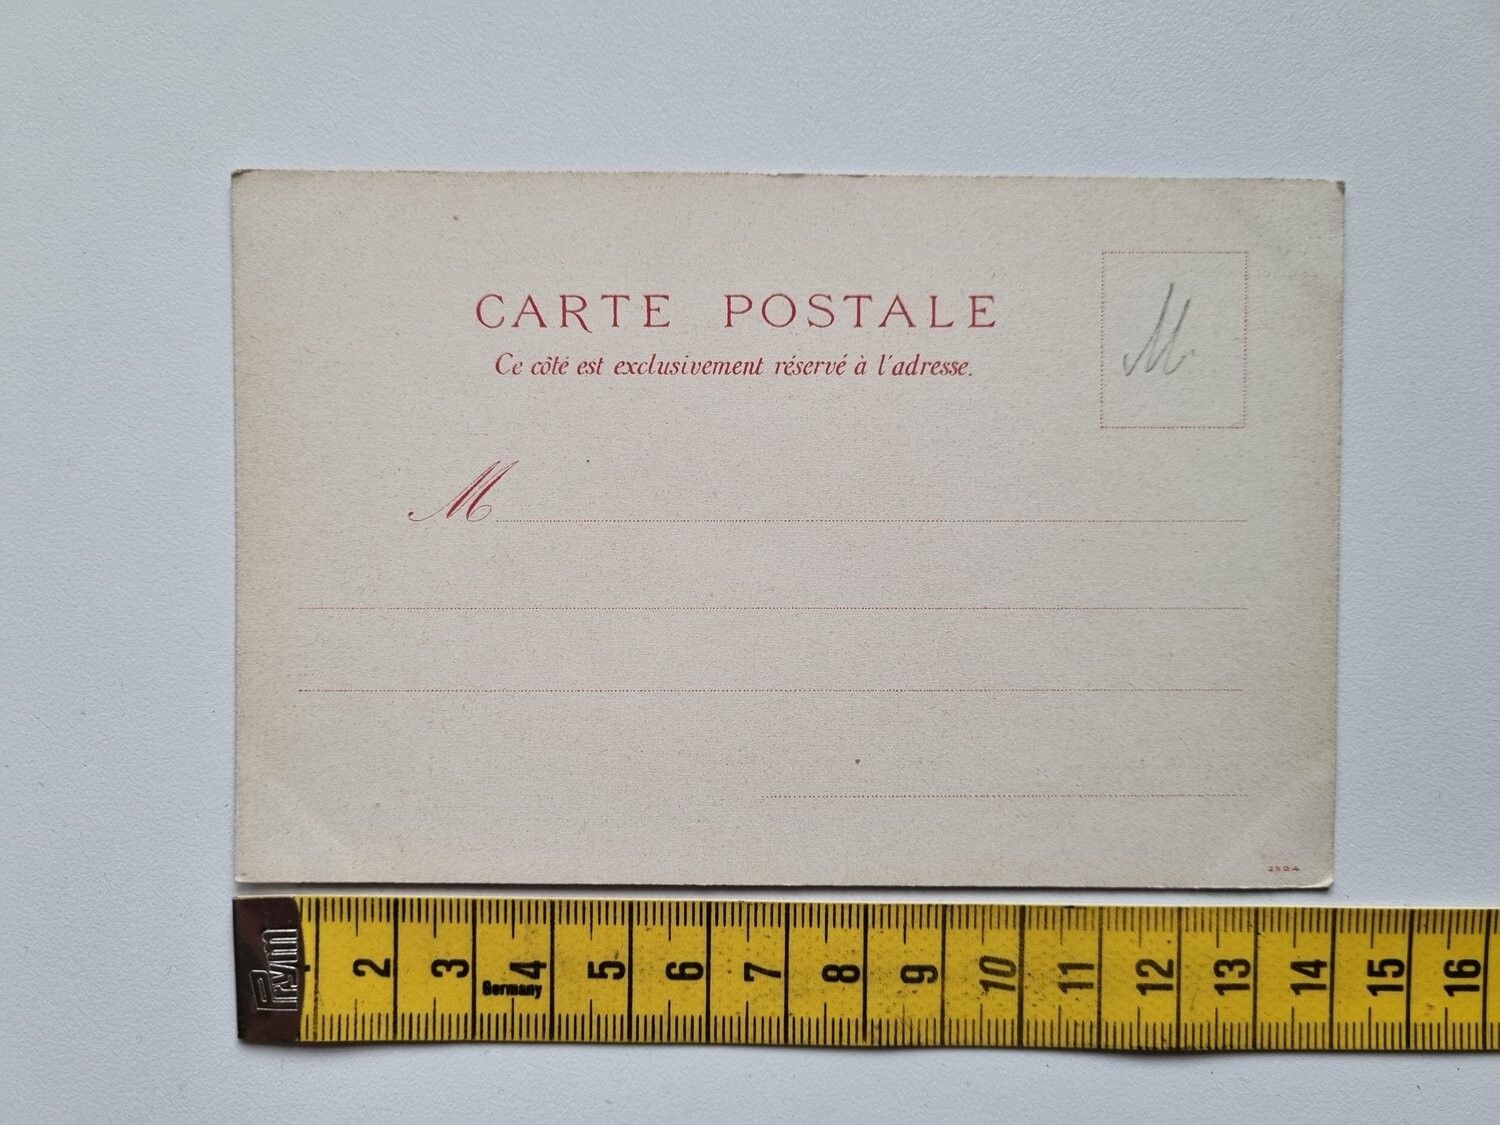 CARTE POSTALE
Ce côté est exclusivement réservé à l'adresse.
M
M
2524
Prym
2 3 4 5 6 7 8 9 10 11 12 13 14 15 16
Germany